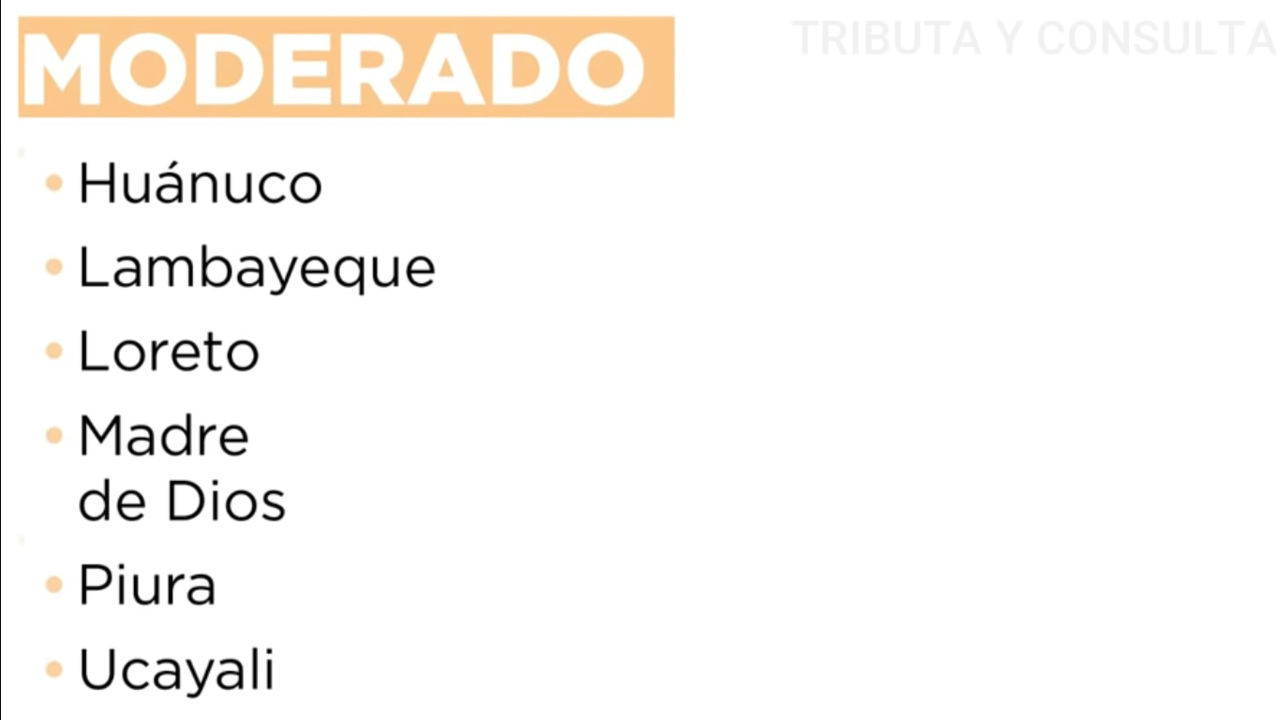 MODERADO
TRIBUTA Y CONSULTA
• Huánuco
• Lambayeque
• Loreto
• Madre
de Dios
• Piura
• Ucayali